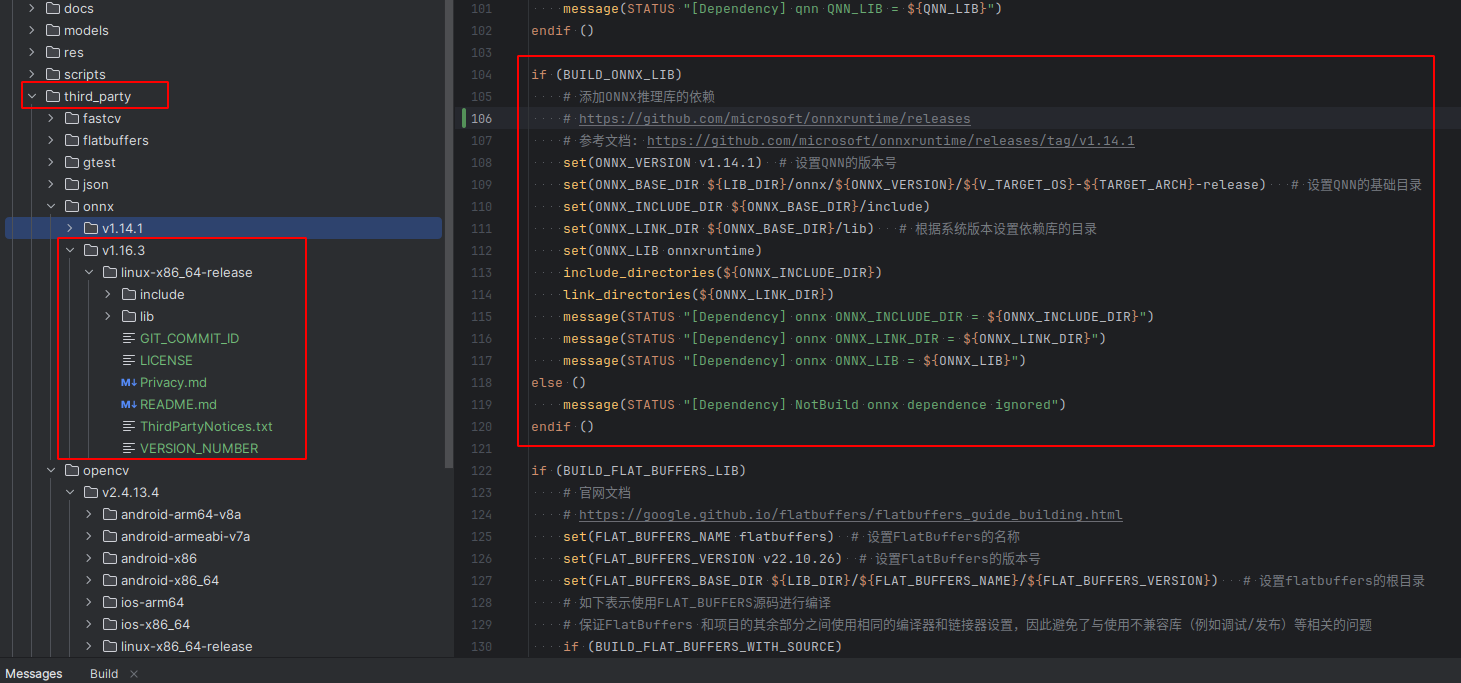 docs
models
res
scripts
third_party
fastcv
flatbuffers
gtest
json
onnx
v1.14.1
v1.16.3
linux-x86_64-release
include
lib
GIT_COMMIT_ID
LICENSE
M↓ Privacy.md
M↓ README.md
ThirdPartyNotices.txt
VERSION_NUMBER
opencv
v2.4.13.4
android-arm64-v8a
android-armeabi-v7a
android-x86
android-x86_64
ios-arm64
ios-x86_64
linux-x86_64-release
101 message(STATUS "[Dependency] qnn QNN_LIB = ${QNN_LIB}")
102 endif ()
103
104 if (BUILD_ONNX_LIB)
105 # 添加ONNX推理库的依赖
106 # https://github.com/microsoft/onnxruntime/releases
107 # 参考文档: https://github.com/microsoft/onnxruntime/releases/tag/v1.14.1
108 set(ONNX_VERSION v1.14.1) # 设置QNN的版本号
109 set(ONNX_BASE_DIR ${LIB_DIR}/onnx/${ONNX_VERSION}/${V_TARGET_OS}-${TARGET_ARCH}-release) # 设置QNN的基础目录
110 set(ONNX_INCLUDE_DIR ${ONNX_BASE_DIR}/include)
111 set(ONNX_LINK_DIR ${ONNX_BASE_DIR}/lib) # 根据系统版本设置依赖库的目录
112 set(ONNX_LIB onnxruntime)
113 include_directories(${ONNX_INCLUDE_DIR})
114 link_directories(${ONNX_LINK_DIR})
115 message(STATUS "[Dependency] onnx ONNX_INCLUDE_DIR = ${ONNX_INCLUDE_DIR}")
116 message(STATUS "[Dependency] onnx ONNX_LINK_DIR = ${ONNX_LINK_DIR}")
117 message(STATUS "[Dependency] onnx ONNX_LIB = ${ONNX_LIB}")
118 else ()
119 message(STATUS "[Dependency] NotBuild onnx dependence ignored")
120 endif ()
121
122 if (BUILD_FLAT_BUFFERS_LIB)
123 # 官网文档
124 # https://google.github.io/flatbuffers/flatbuffers_guide_building.html
125 set(FLAT_BUFFERS_NAME flatbuffers) # 设置FlatBuffers的名称
126 set(FLAT_BUFFERS_VERSION v22.10.26) # 设置FlatBuffers的版本号
127 set(FLAT_BUFFERS_BASE_DIR ${LIB_DIR}/${FLAT_BUFFERS_NAME}/${FLAT_BUFFERS_VERSION}) # 设置flatbuffers的根目录
128 # 如下表示使用FLAT_BUFFERS源码进行编译
129 # 保证FlatBuffers 和项目的其余部分之间使用相同的编译器和链接器设置，因此避免了与使用不兼容库（例如调试/发布）等相关的问题
130 if (BUILD_FLAT_BUFFERS_WITH_SOURCE)
Messages Build ×